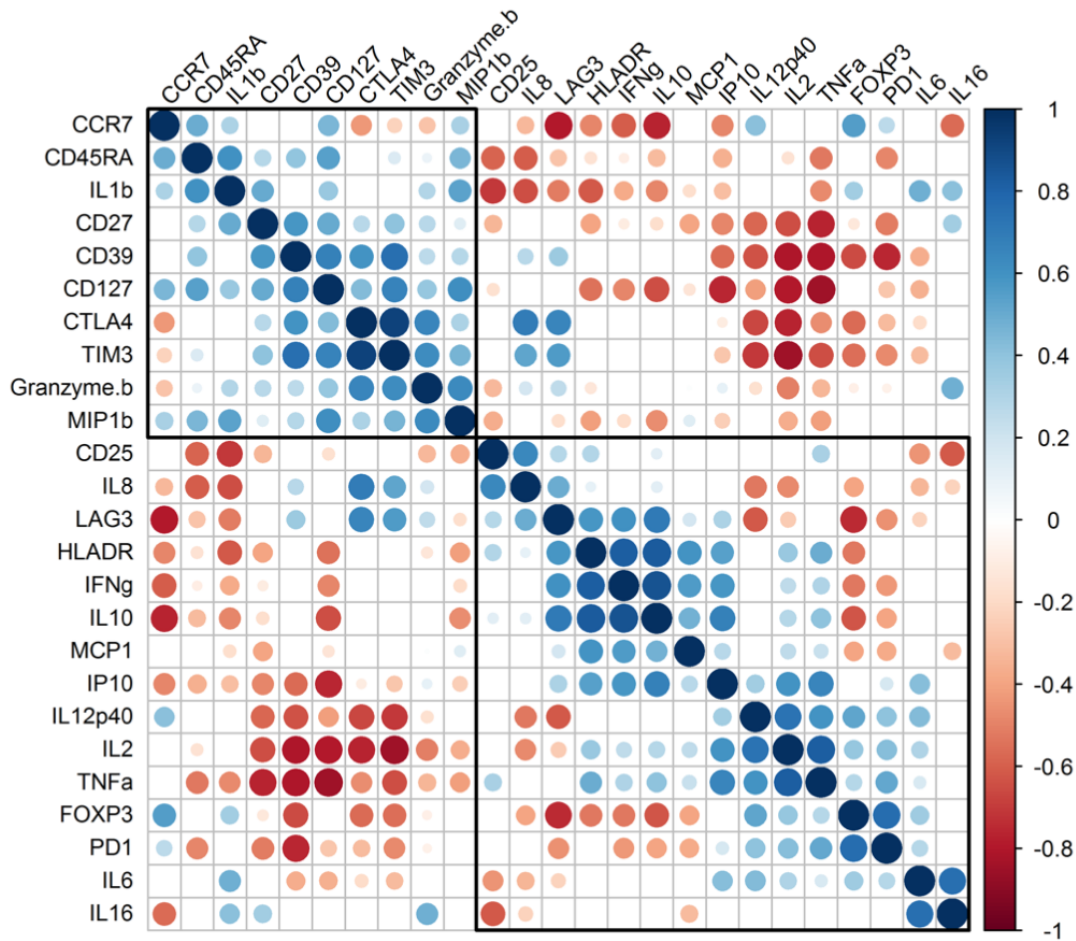 CCR7
CD45RA
IL1b
CD27
CD39
CD127
CTLA4
TIM3
Granzyme.b
MIP1b
CD25
IL8
LAG3
HLADR
IFNg
IL10
MCP1
IP10
IL12p40
IL2
TNFa
FOXP3
PD1
IL6
IL16
CCR7
CD45RA
IL1b
CD27
CD39
CD127
CTLA4
TIM3
Granzyme.b
MIP1b
CD25
IL8
LAG3
HLADR
IFNg
IL10
MCP1
IP10
IL12p40
IL2
TNFa
FOXP3
PD1
IL6
IL16
1
0.8
0.6
0.4
0.2
0
-0.2
-0.4
-0.6
-0.8
-1